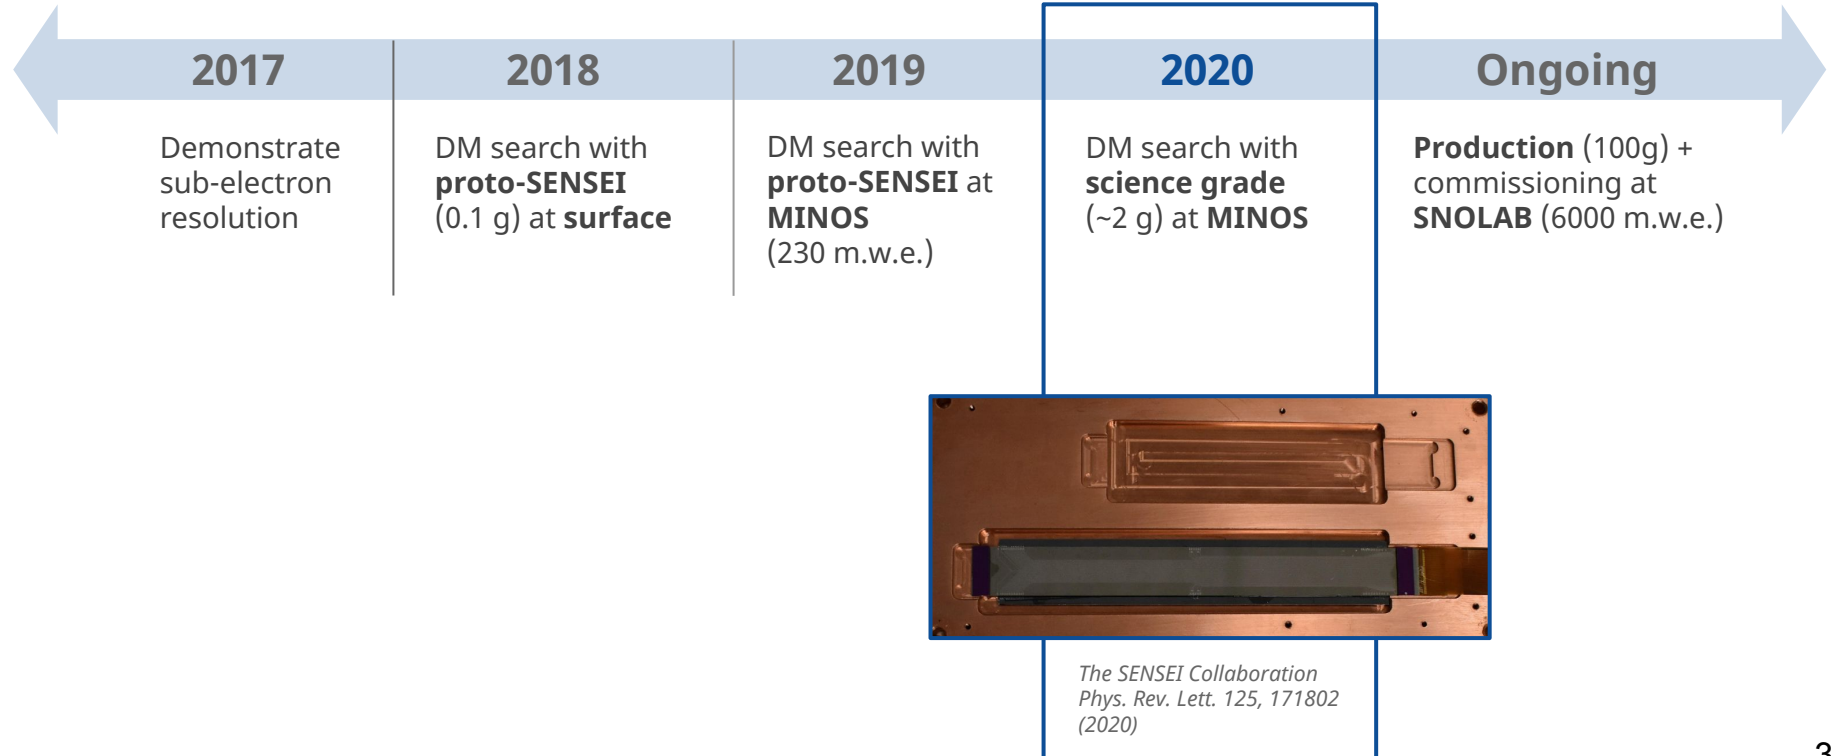 2017
2018
2019
2020
Ongoing
Demonstrate
sub-electron
resolution
DM search with
proto-SENSEI
(0.1 g) at surface
DM search with
proto-SENSEI at
MINOS
(230 m.w.e.)
DM search with
science grade
(~2 g) at MINOS
Production (100g) +
commissioning at
SNOLAB (6000 m.w.e.)
The SENSEI Collaboration
Phys. Rev. Lett. 125, 171802
(2020)
3